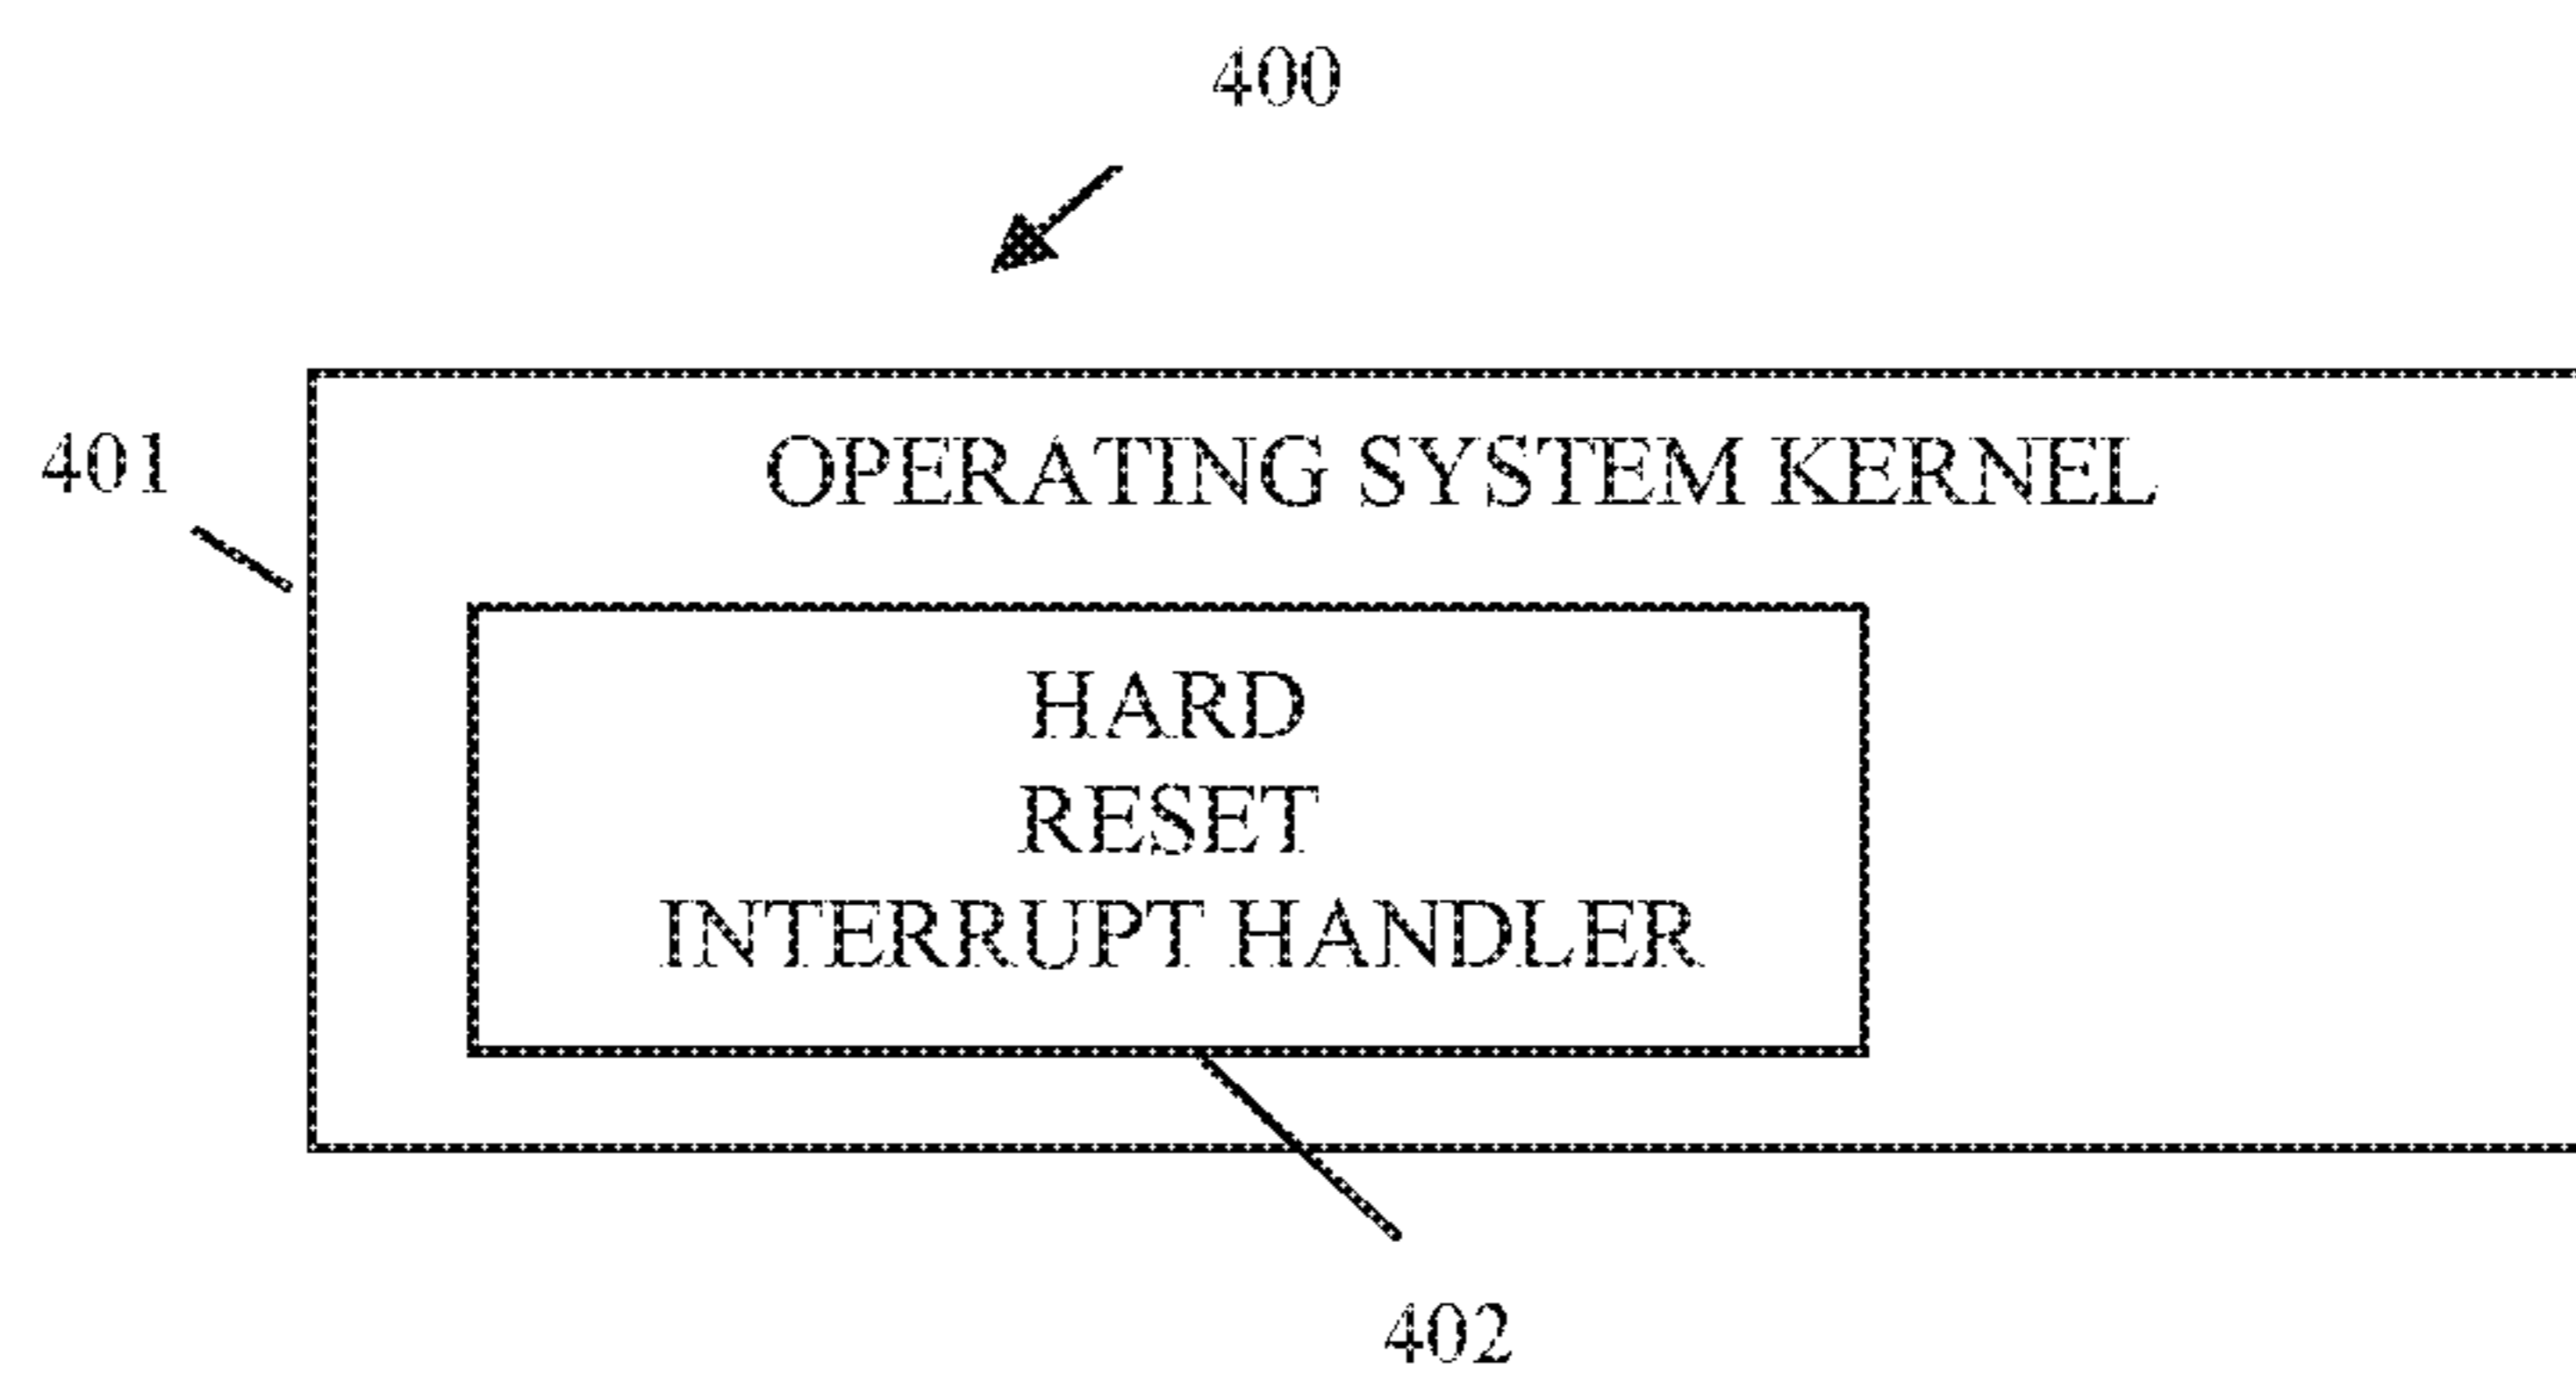 400
401
OPERATING SYSTEM KERNEL
HARD
RESET
INTERRUPT HANDLER
402